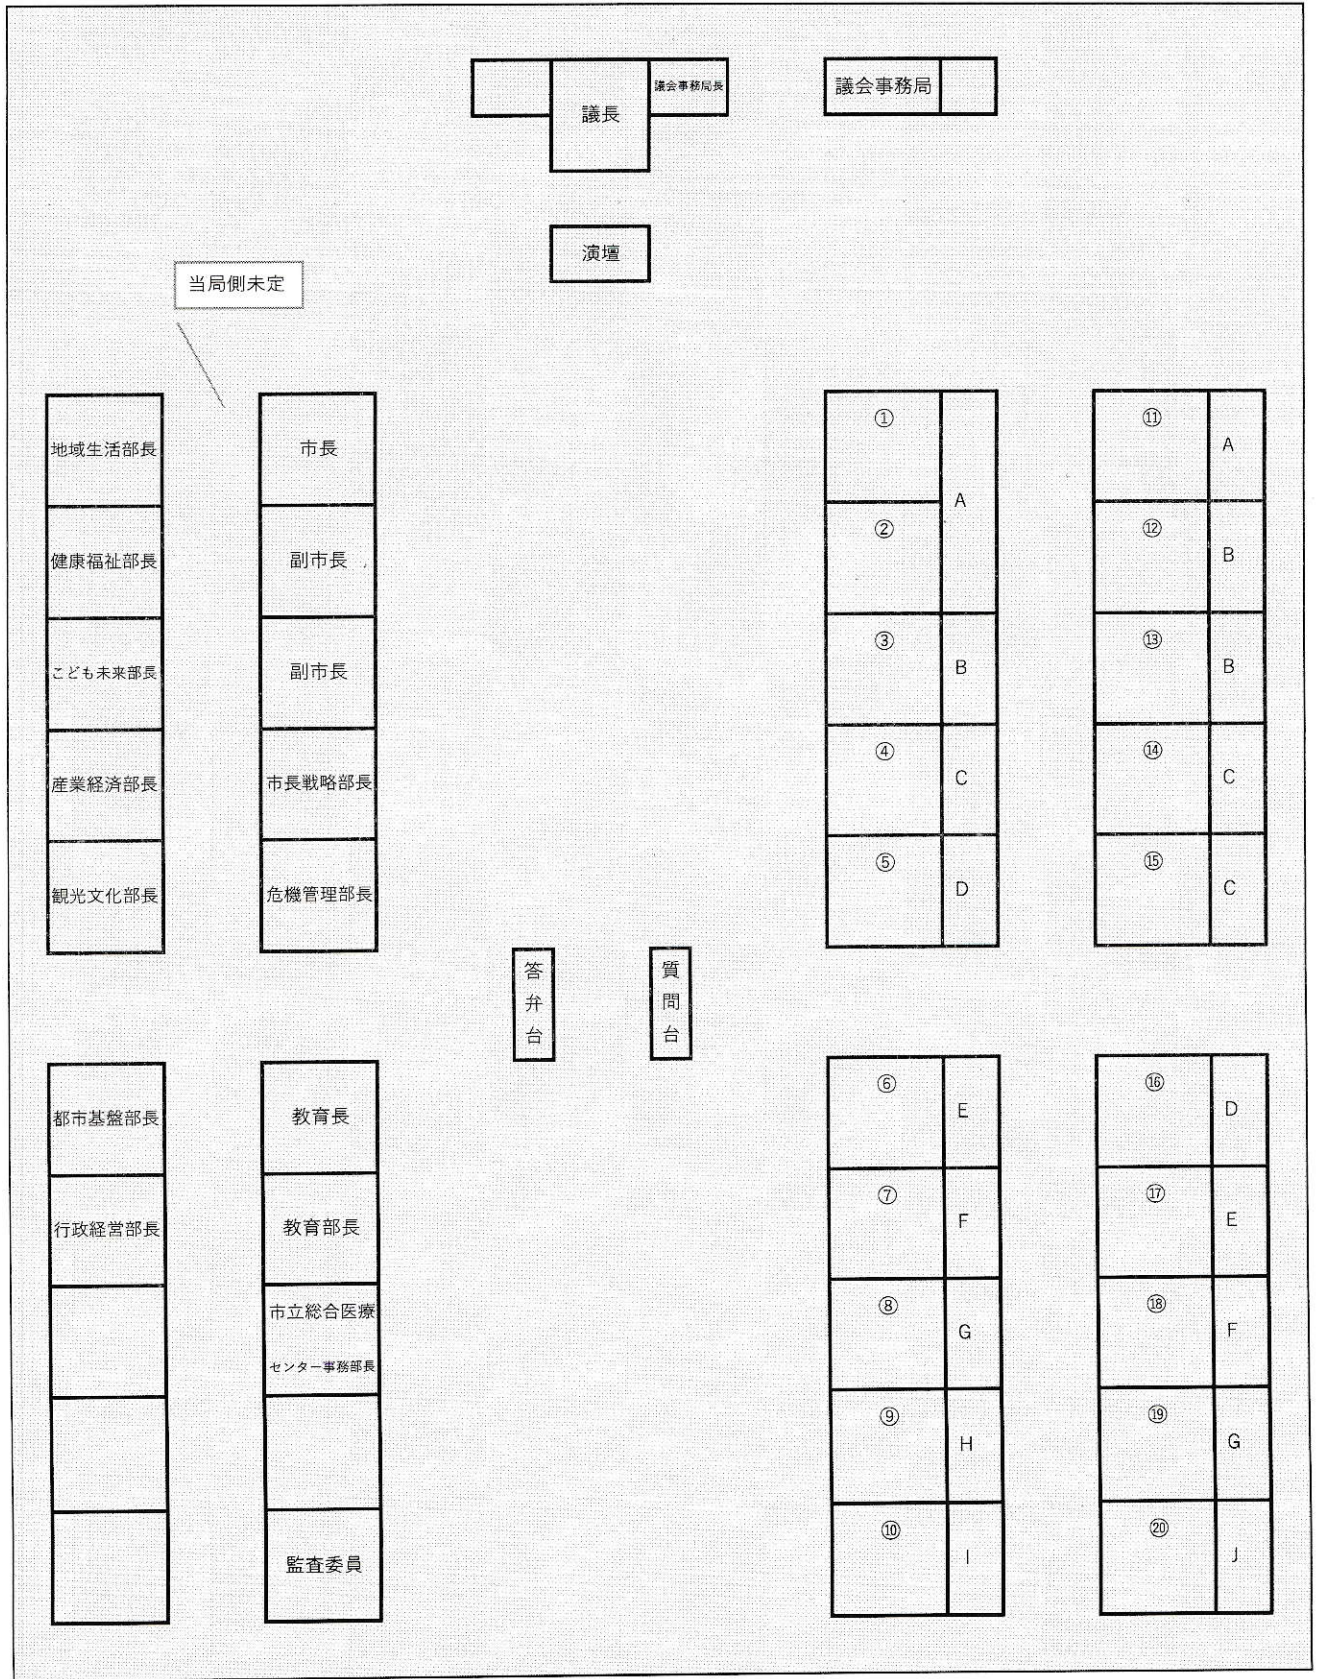 議長
議会事務局長
議会事務局
演壇
当局側未定
地域生活部長
健康福祉部長
こども未来部長
産業経済部長
観光文化部長
市長
副市長
副市長
市長戦略部長
危機管理部長
①
②
A
③
B
④
C
⑤
D
⑪
A
⑫
B
⑬
B
⑭
C
⑮
C
答弁台
質問台
都市基盤部長
行政経営部長
教育長
教育部長
市立総合医療
センター事務部長
監査委員
⑥
E
⑦
F
⑧
G
⑨
H
⑩
I
⑯
D
⑰
E
⑱
F
⑲
G
⑳
J